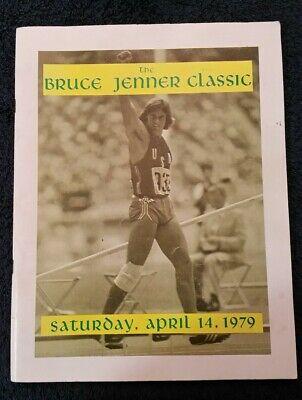 The
BRUCE JENNER CLASSIC
USA
SATURDAY, APRIL 14, 1979